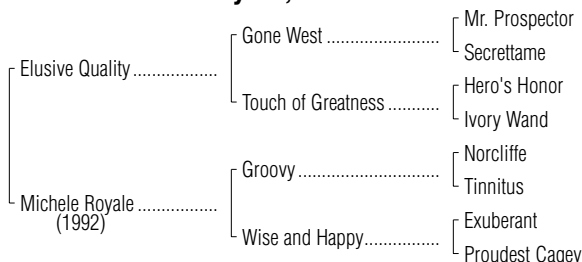 Mr. Prospector
Gone West
Secrettame
Elusive Quality
Hero's Honor
Touch of Greatness
Ivory Wand
Norcliffe
Groovy
Tinnitus
Michele Royale
(1992)
Exuberant
Wise and Happy
Proudest Cagey